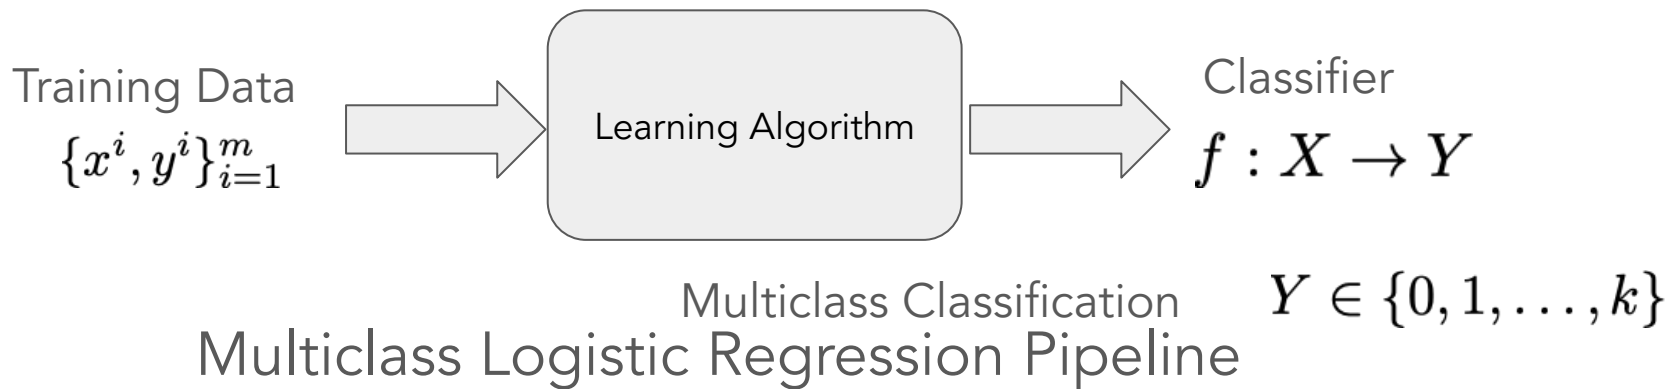 Training Data
{x^i, y^i}_{i=1}^m
Learning Algorithm
Classifier
f : X → Y
Multiclass Classification
Y ∈ {0, 1, . . . , k}
Multiclass Logistic Regression Pipeline